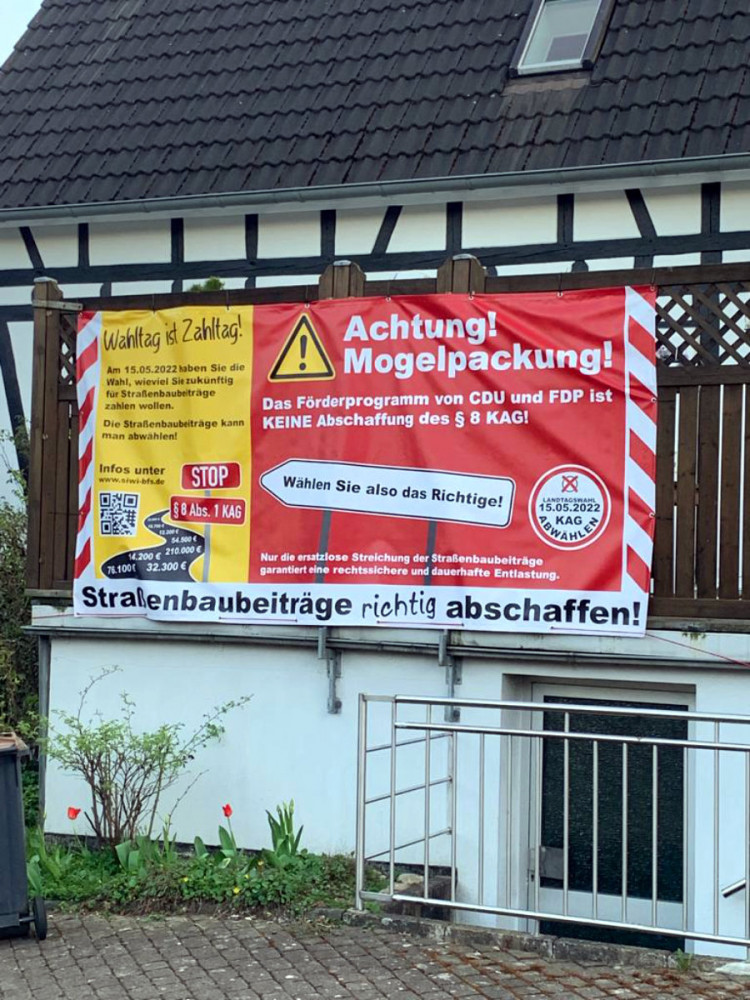 Wahltag ist Zahltag!
Am 15.05.2022 haben Sie die
Wahl, wieviel Sie zukünftig
für Straßenbaubeiträge
zahlen wollen.
Die Straßenbaubeiträge kann
man abwählen!
Infos unter
www.aiwi-bfs.de
STOP
§ 8 Abs. 1 KAG
54.500 €
14.200 € 210.000 €
76.100 € 32.300 €
Achtung!
Mogelpackung!
Das Förderprogramm von CDU und FDP ist
KEINE Abschaffung des § 8 KAG!
Wählen Sie also das Richtige!
LANDTAGSWAHL
15.05.2022
KAG
ABWÄHLEN
Nur die ersatzlose Streichung der Straßenbaubeiträge
garantiert eine rechtssichere und dauerhafte Entlastung.
Straßenbaubeiträge richtig abschaffen!